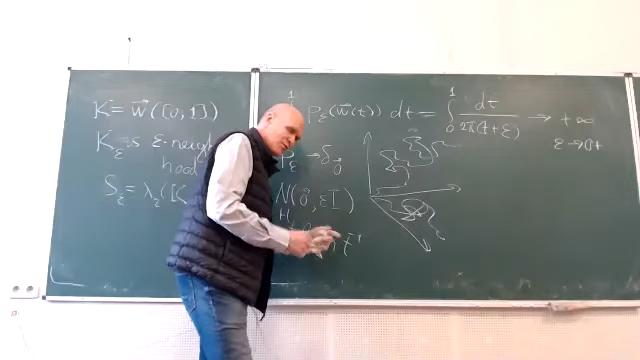 K = w⃗([0,1])
K_ε is ε-neigh
hood
S_ε = λ_2(K
1
p_ε(w⃗(t)) dt = ∫_0^1 dt / 2π(t+ε) → +∞
ε → 0+
p_ε → δ_0⃗
N(0⃗, εI)